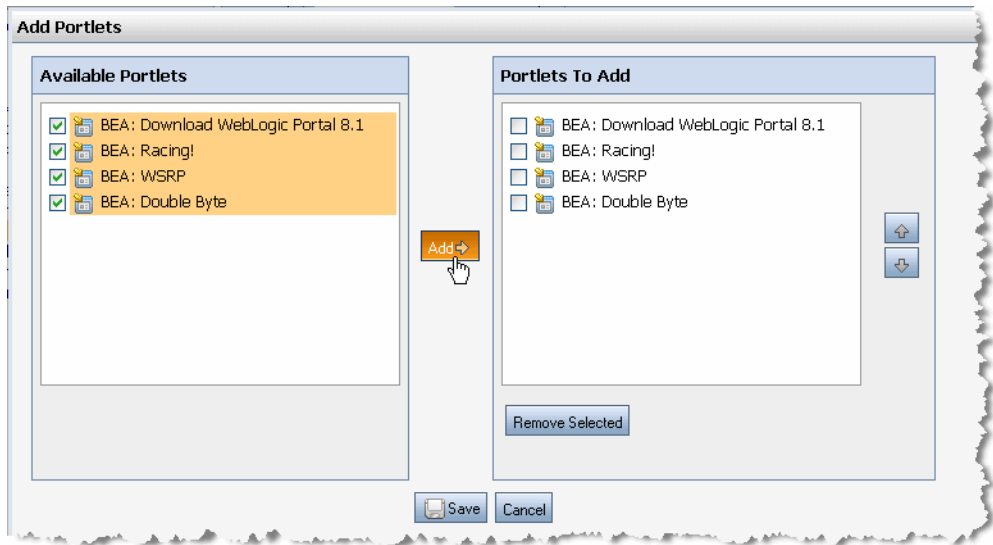 Add Portlets
Available Portlets
BEA: Download WebLogic Portal 8.1
BEA: Racing!
BEA: WSRP
BEA: Double Byte
Add
Portlets To Add
BEA: Download WebLogic Portal 8.1
BEA: Racing!
BEA: WSRP
BEA: Double Byte
Remove Selected
Save
Cancel